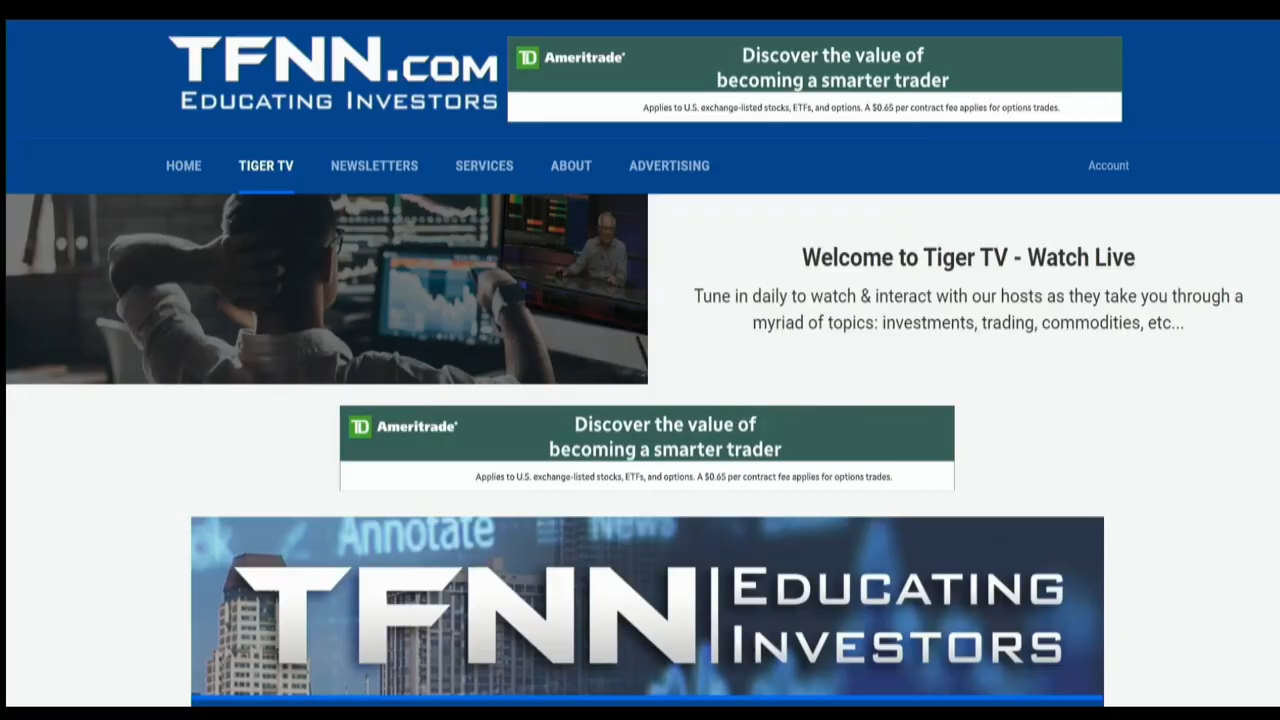 TFNN.COM
EDUCATING INVESTORS
TD Ameritrade
Discover the value of
becoming a smarter trader
Applies to U.S. exchange-listed stocks, ETFs, and options. A $0.65 per contract fee applies for options trades.
HOME TIGER TV NEWSLETTERS SERVICES ABOUT ADVERTISING Account
Welcome to Tiger TV - Watch Live
Tune in daily to watch & interact with our hosts as they take you through a
myriad of topics: investments, trading, commodities, etc...
TD Ameritrade
Discover the value of
becoming a smarter trader
Applies to U.S. exchange-listed stocks, ETFs, and options. A $0.65 per contract fee applies for options trades.
Annotate News
TFNN
EDUCATING
INVESTORS